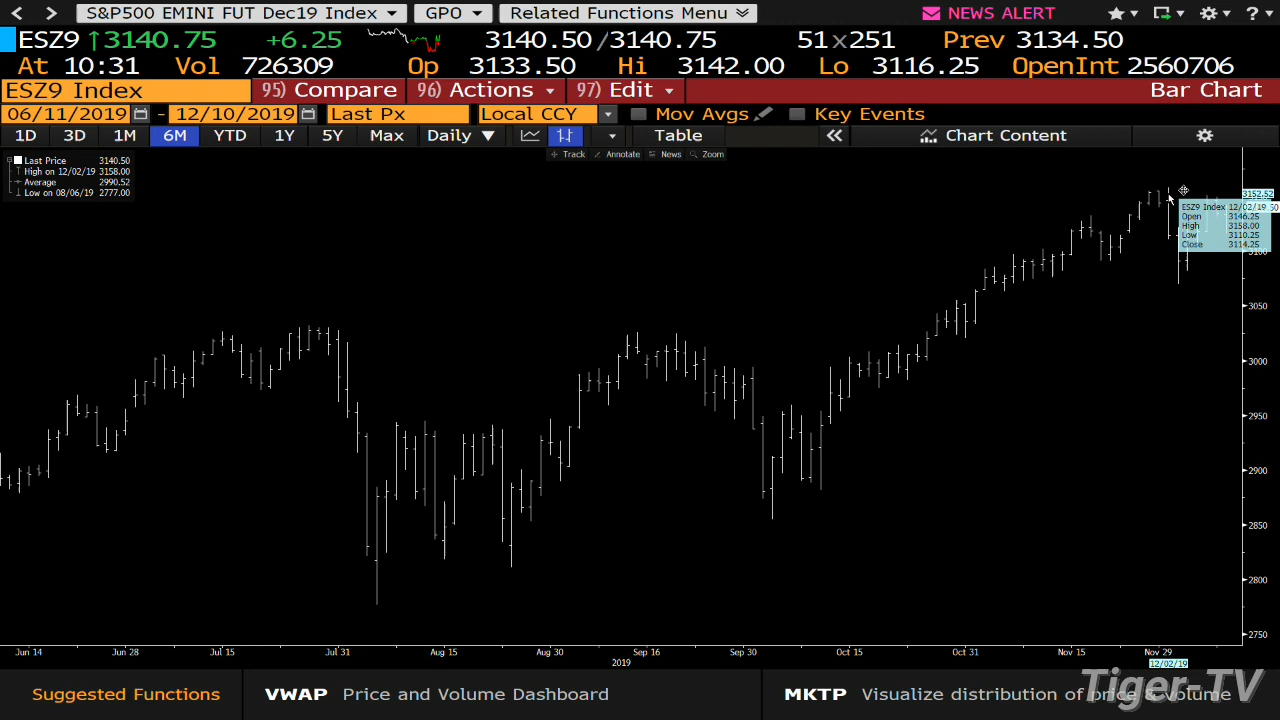 S&P500 EMINI FUT Dec19 Index GPO Related Functions Menu NEWS ALERT ?
ESZ9 ↑3140.75 +6.25 3140.50/3140.75 51x251 Prev 3134.50
At 10:31 Vol 726309 Op 3133.50 Hi 3142.00 Lo 3116.25 OpenInt 2560706
ESZ9 Index 95) Compare 96) Actions 97) Edit Bar Chart
06/11/2019 - 12/10/2019 Last Px Local CCY Mov Avgs Key Events
1D 3D 1M 6M YTD 1Y 5Y Max Daily ▼ Table « Chart Content
Track Annotate News Zoom
Last Price 3140.50
High on 12/02/19 3158.00
Average 2990.52
Low on 08/06/19 2777.00
3152.52
ESZ9 Index 12/02/19
Open 3146.25
High 3158.00
Low 3110.25
Close 3114.25
3100
3050
3000
2950
2900
2850
2800
2750
Jun 14 Jun 28 Jul 15 Jul 31 Aug 15 Aug 30 Sep 16 Sep 30 Oct 15 Oct 31 Nov 15 Nov 29
2019 12/02/19
Suggested Functions VWAP Price and Volume Dashboard MKTP Visualize distribution of price & volume
Tiger-TV